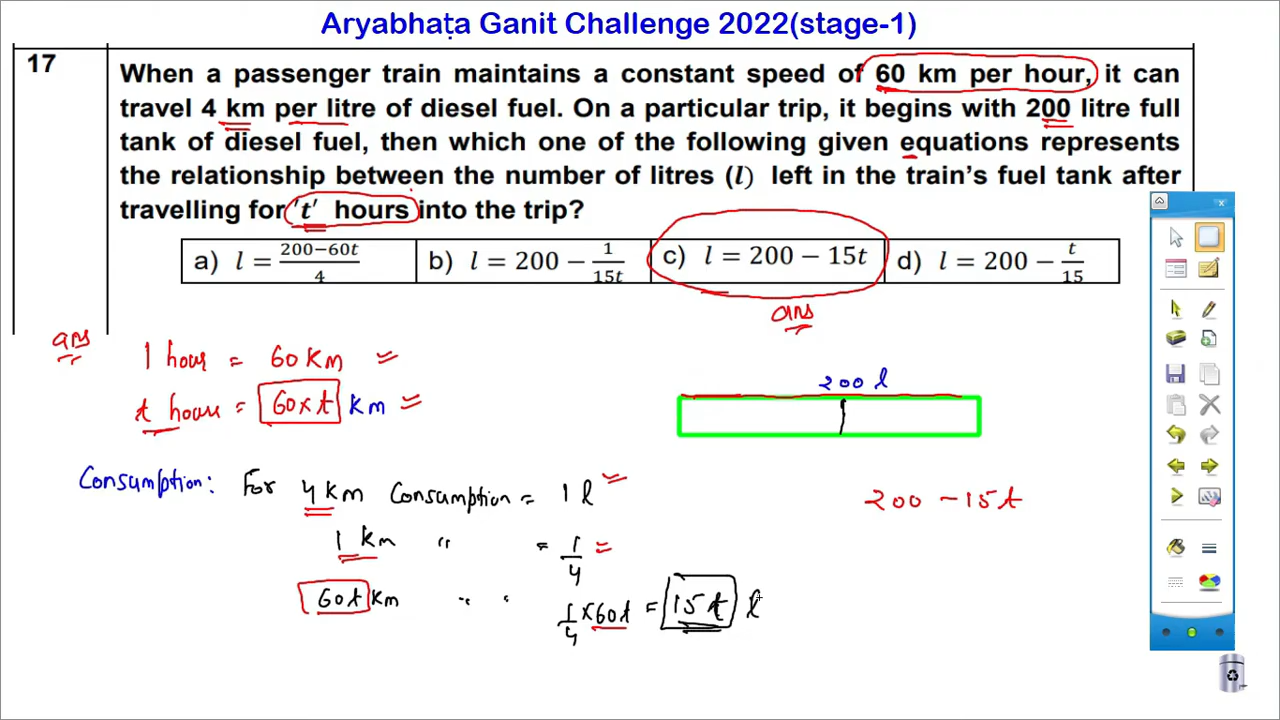 Aryabhaṭa Ganit Challenge 2022(stage-1)
17
When a passenger train maintains a constant speed of 60 km per hour, it can
travel 4 km per litre of diesel fuel. On a particular trip, it begins with 200 litre full
tank of diesel fuel, then which one of the following given equations represents
the relationship between the number of litres (l) left in the train's fuel tank after
travelling for 't' hours into the trip?
a) l = (200−60t)/4 b) l = 200 − 1/(15t) c) l = 200 − 15t d) l = 200 − t/15
ans
ans
1 hour = 60 Km
t hours = 60 x t Km
200 l
Consumption: For 4 Km Consumption = 1 l
200 - 15 t
1 Km " " = 1/4
60t Km " " 1/4 x 60t = 15 t l